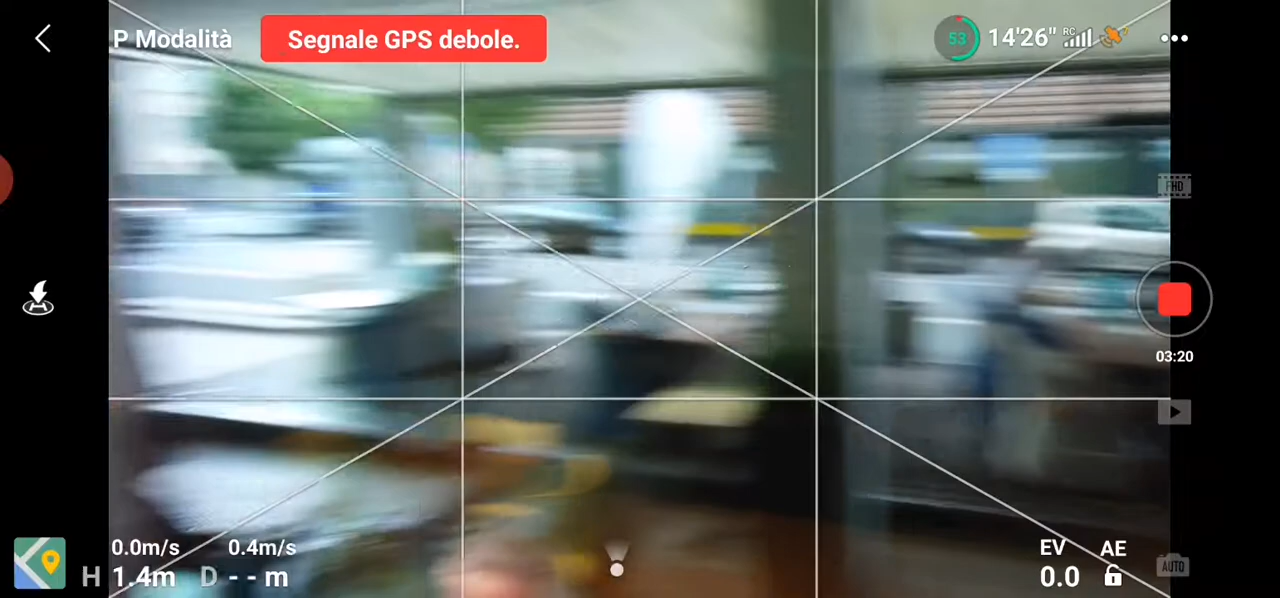 P Modalità
Segnale GPS debole.
53
14'26"
RC
FHD
03:20
0.0m/s
0.4m/s
H 1.4m
D - - m
EV
0.0
AE
AUTO